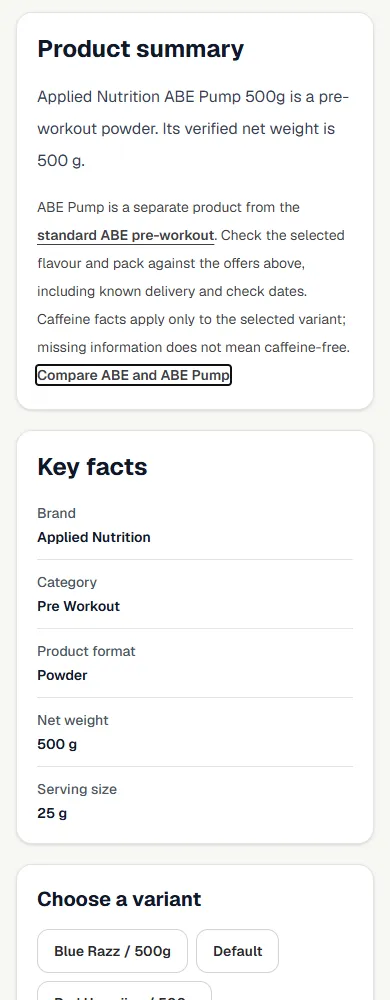 Product summary
Applied Nutrition ABE Pump 500g is a pre-
workout powder. Its verified net weight is
500 g.
ABE Pump is a separate product from the
standard ABE pre-workout. Check the selected
flavour and pack against the offers above,
including known delivery and check dates.
Caffeine facts apply only to the selected variant;
missing information does not mean caffeine-free.
Compare ABE and ABE Pump
Key facts
Brand
Applied Nutrition
Category
Pre Workout
Product format
Powder
Net weight
500 g
Serving size
25 g
Choose a variant
Blue Razz / 500g
Default